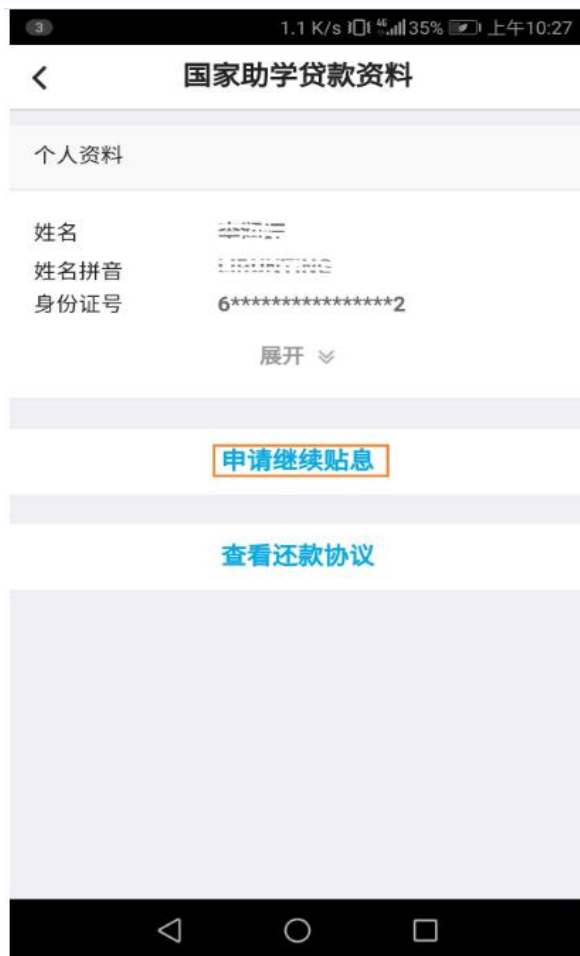 3 1.1 K/s 4G 35% 上午10:27
国家助学贷款资料
个人资料
姓名
姓名拼音
身份证号 6****************2
展开
申请继续贴息
查看还款协议